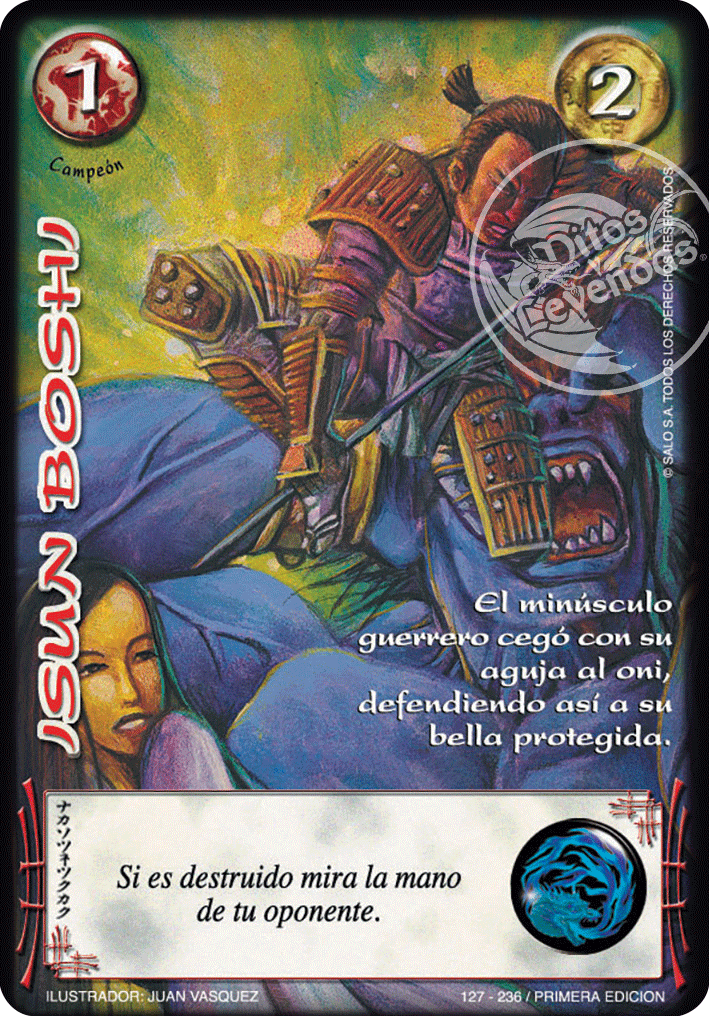 1
2
Campeón
ISUN BOSHI
Mitos y Leyendas®
© SALO S.A. TODOS LOS DERECHOS RESERVADOS
El minúsculo
guerrero cegó con su
aguja al oni,
defendiendo así a su
bella protegida.
ナカソツネツクカク
Si es destruido mira la mano
de tu oponente.
ILUSTRADOR: JUAN VASQUEZ
127 - 236 / PRIMERA EDICION